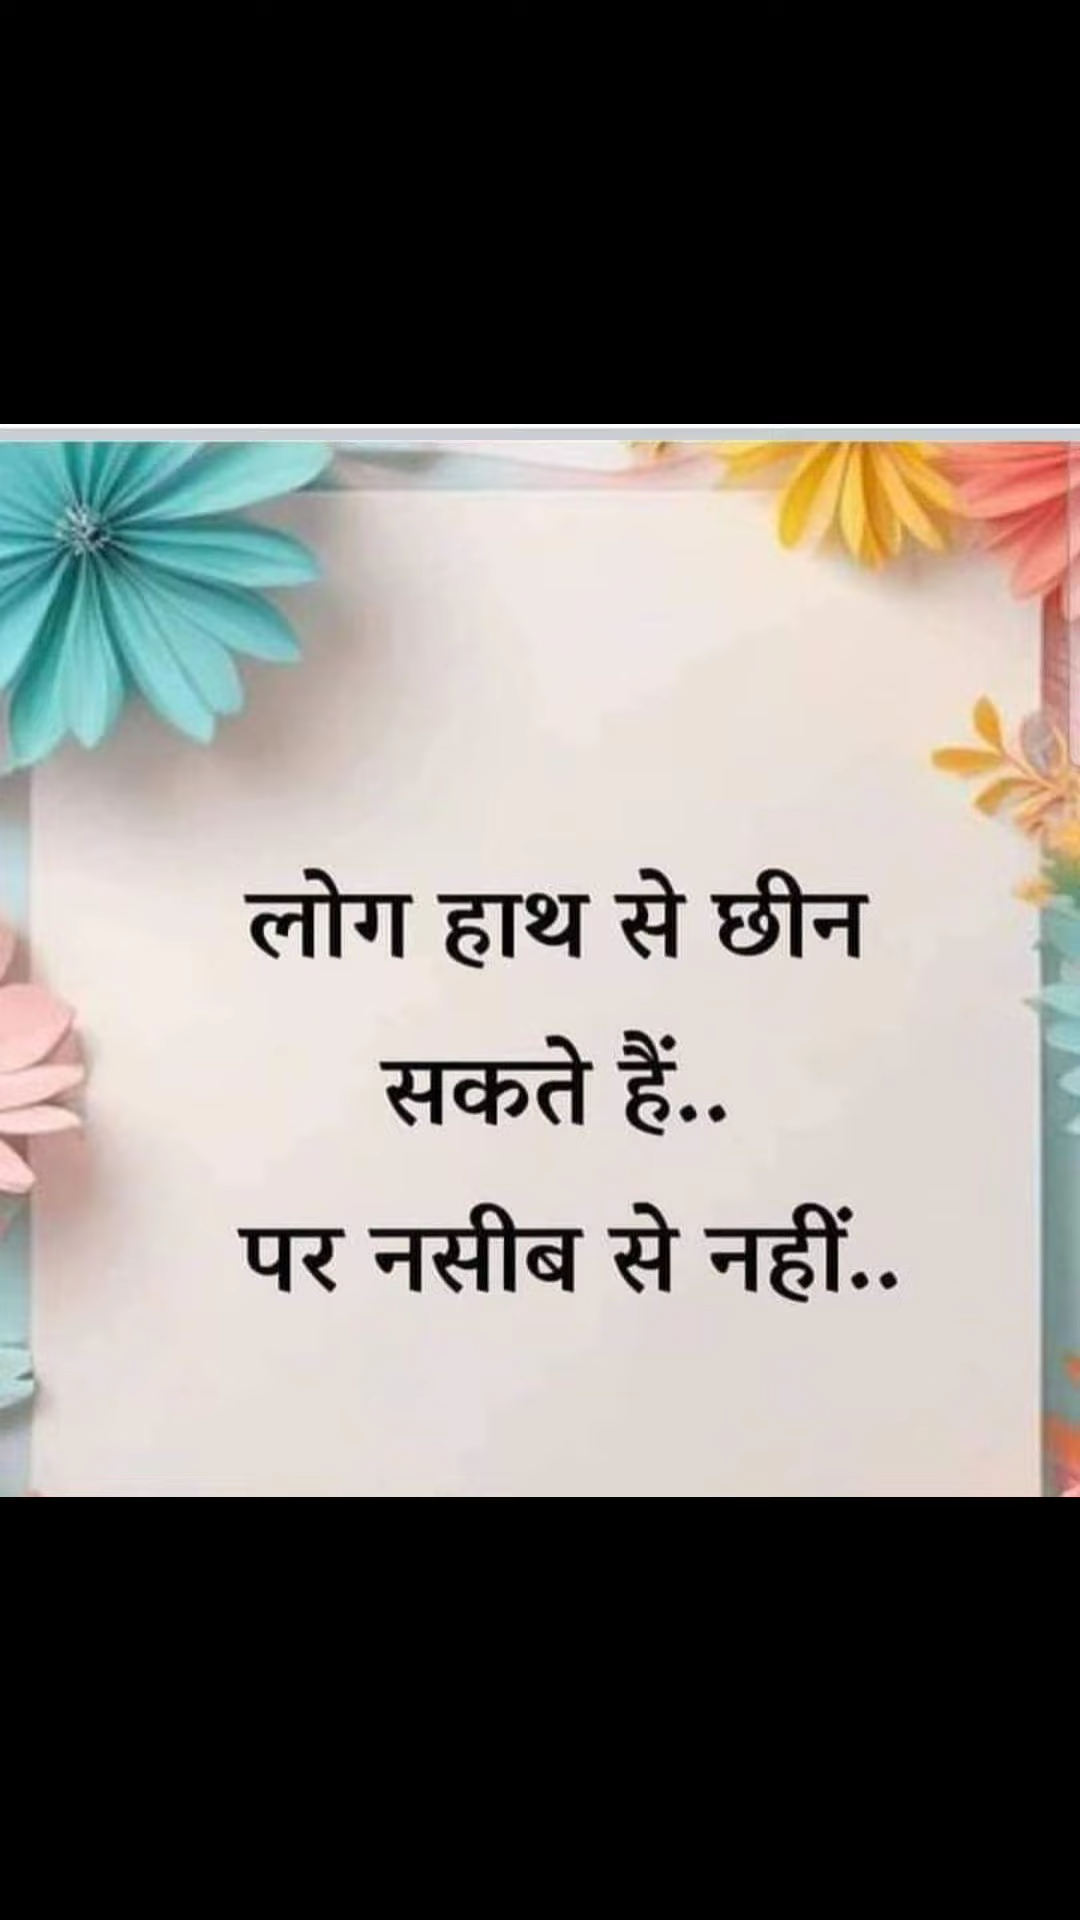 लोग हाथ से छीन
सकते हैं..
पर नसीब से नहीं..